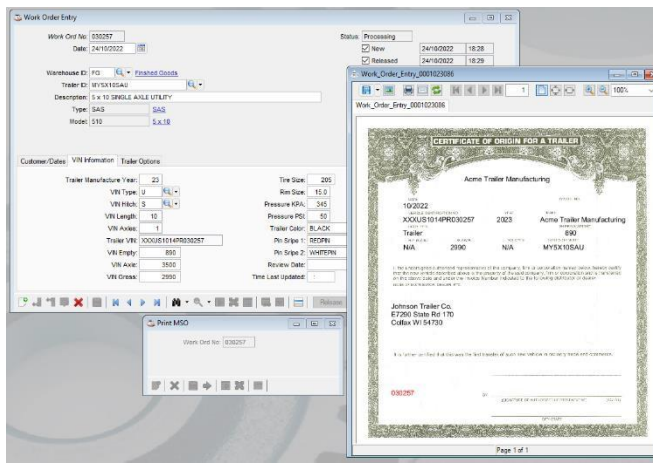 Work Order Entry
Work Ord No: 030257
Date: 24/10/2022
Status: Processing
New 24/10/2022 18:28
Released 24/10/2022 18:29
Warehouse ID: FG Finished Goods
Trailer ID: MY5X10SAU
Description: 5 x 10 SINGLE AXLE UTILITY
Type: SAS SAS
Model: 510 5 x 10
Customer/Dates VIN Information Trailer Options
Trailer Manufacture Year: 23
VIN Type: U
VIN Hitch: S
VIN Length: 10
VIN Axles: 1
Trailer VIN: XXXUS1014PR030257
VIN Empty: 890
VIN Axle: 3500
VIN Gross: 2990
Tire Size: 205
Rim Size: 15.0
Pressure KPA: 345
Pressure PSI: 50
Trailer Color: BLACK
Pin Sripe 1: REDPIN
Pin Sripe 2: WHITEPIN
Review Date:
Time Last Updated: :
Release
Print MSO
Work Ord No: 030257
Work_Order_Entry_0001023086
1
100%
Work_Order_Entry_0001023086
CERTIFICATE OF ORIGIN FOR A TRAILER
Acme Trailer Manufacturing
10/2022
XXXUS1014PR030257 2023 Acme Trailer Manufacturing
Trailer 890
N/A 2990 N/A MY5X10SAU
Johnson Trailer Co.
E7290 State Rd 170
Colfax WI 54730
030257
BY
Page 1 of 1